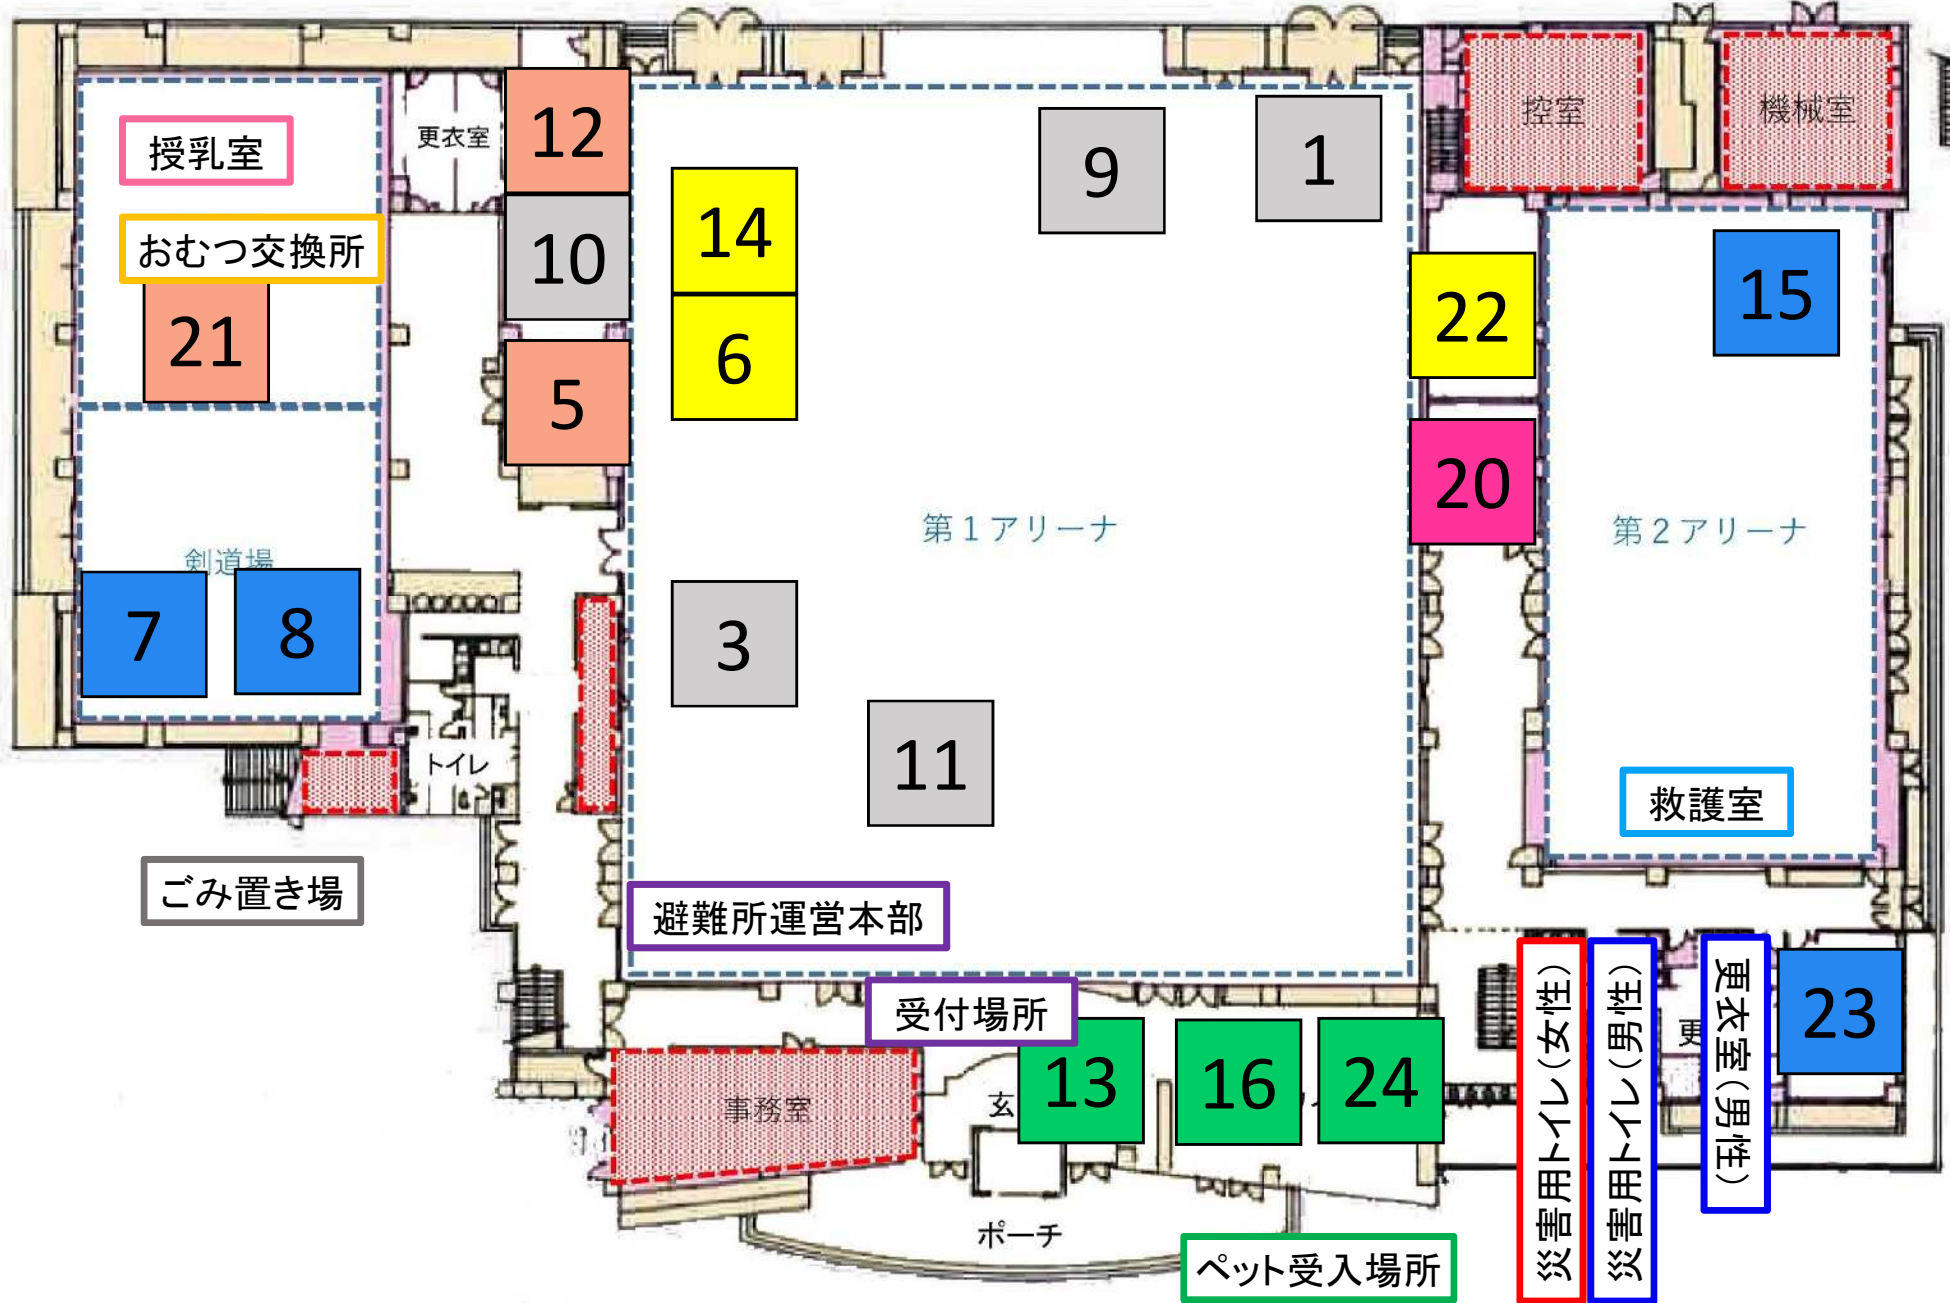 控室
機械室
12
更衣室
9
1
授乳室
14
おむつ交換所
10
22
15
21
6
5
20
第1アリーナ
第2アリーナ
剣道場
7
8
3
11
トイレ
救護室
ごみ置き場
避難所運営本部
受付場所
災害用トイレ(女性)
災害用トイレ(男性)
更
更衣室(男性)
23
事務室
玄
13
16
24
ポーチ
ペット受入場所